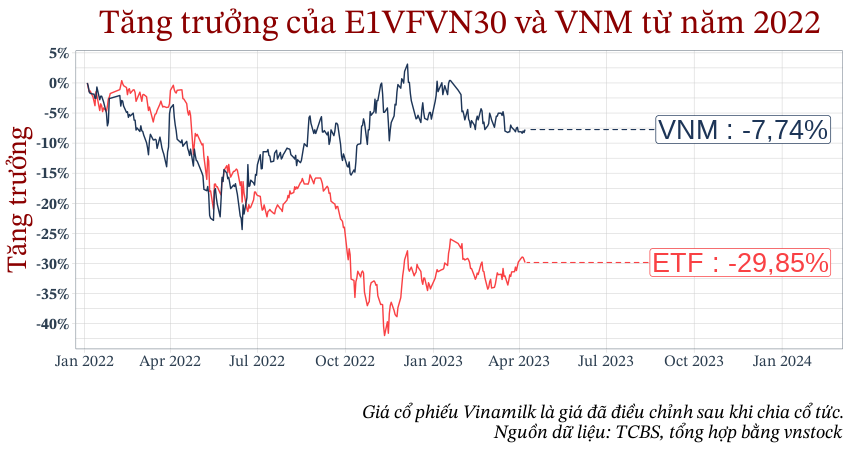 Tăng trưởng của E1VFVN30 và VNM từ năm 2022
Tăng trưởng
5%
0%
-5%
-10%
-15%
-20%
-25%
-30%
-35%
-40%
VNM : -7,74%
ETF : -29,85%
Jan 2022 Apr 2022 Jul 2022 Oct 2022 Jan 2023 Apr 2023 Jul 2023 Oct 2023 Jan 2024
Giá cổ phiếu Vinamilk là giá đã điều chỉnh sau khi chia cổ tức.
Nguồn dữ liệu: TCBS, tổng hợp bằng vnstock